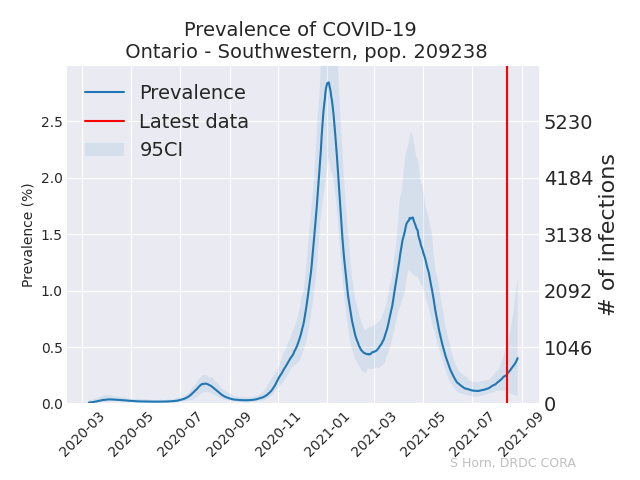 Prevalence of COVID-19
Ontario - Southwestern, pop. 209238
Prevalence
Latest data
95CI
Prevalence (%)
2.5
2.0
1.5
1.0
0.5
0.0
5230
4184
3138
2092
1046
0
# of infections
2020-03
2020-05
2020-07
2020-09
2020-11
2021-01
2021-03
2021-05
2021-07
2021-09
S Horn, DRDC CORA